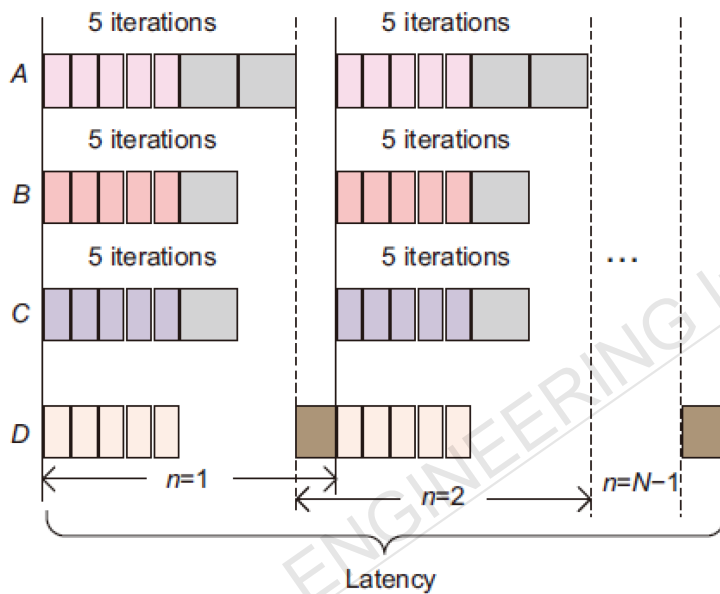 5 iterations 5 iterations
A
5 iterations 5 iterations
B
5 iterations 5 iterations
C
...
D
n=1
n=2
n=N−1
Latency
ENGINEERING